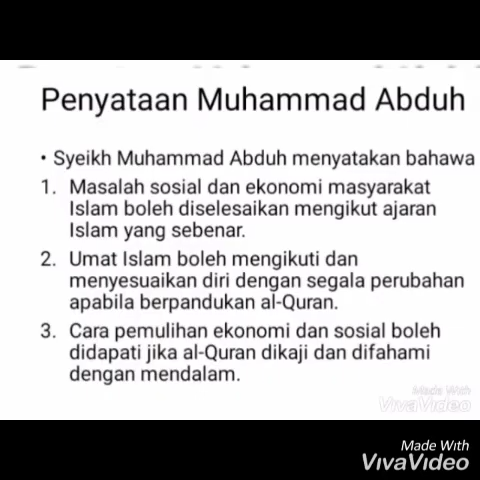 Penyataan Muhammad Abduh
• Syeikh Muhammad Abduh menyatakan bahawa
1. Masalah sosial dan ekonomi masyarakat
Islam boleh diselesaikan mengikut ajaran
Islam yang sebenar.
2. Umat Islam boleh mengikuti dan
menyesuaikan diri dengan segala perubahan
apabila berpandukan al-Quran.
3. Cara pemulihan ekonomi dan sosial boleh
didapati jika al-Quran dikaji dan difahami
dengan mendalam.
Made With
VivaVideo
Made With
VivaVideo